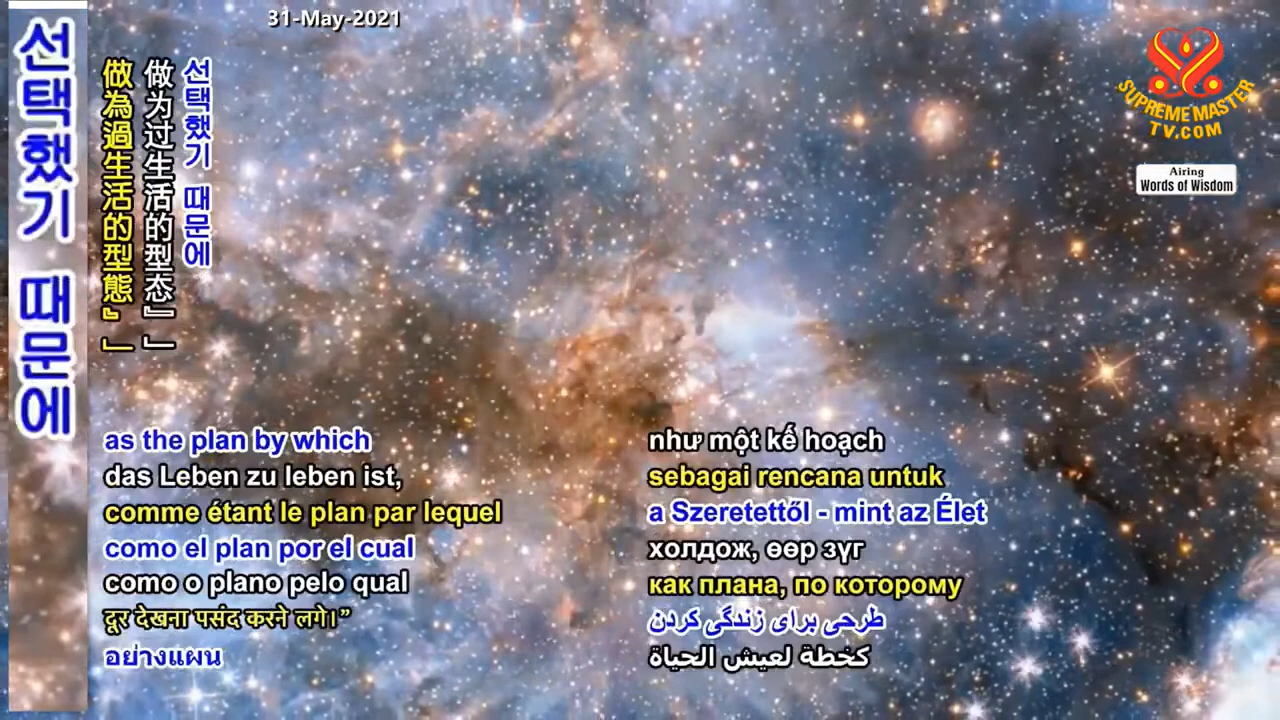 31-May-2021
선택했기 때문에
做為過生活的型態』」
做为过生活的型态』」
선택했기 때문에
SUPREME MASTER
TV.COM
Airing
Words of Wisdom
as the plan by which
das Leben zu leben ist,
comme étant le plan par lequel
como el plan por el cual
como o plano pelo qual
दूर देखना पसंद करने लगे।”
อย่างแผน
như một kế hoạch
sebagai rencana untuk
a Szeretettől - mint az Élet
холдож, өөр зүг
как плана, по которому
طرحی برای زندگی کردن
كخطة لعيش الحياة